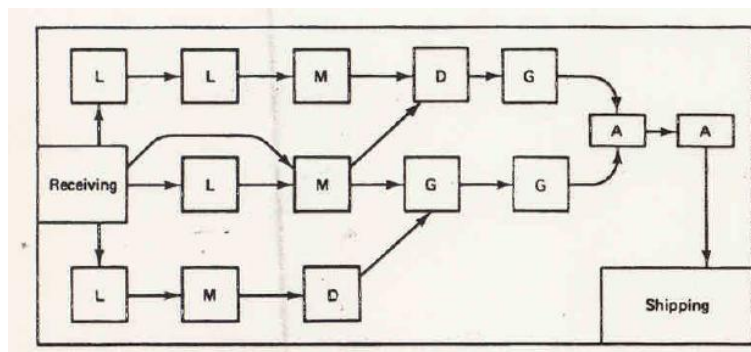 L L M D G
A A
Receiving L M G G
L M D
Shipping